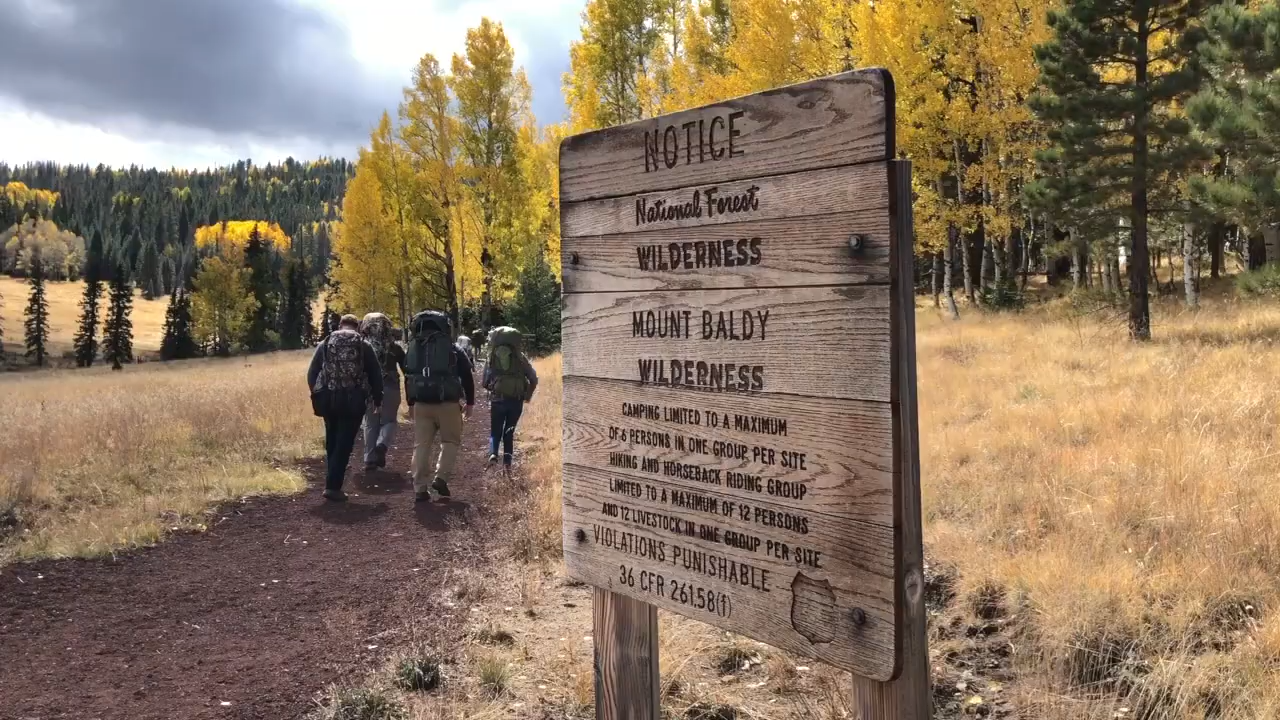 NOTICE
National Forest
WILDERNESS
MOUNT BALDY
WILDERNESS
CAMPING LIMITED TO A MAXIMUM
OF 6 PERSONS IN ONE GROUP PER SITE
HIKING AND HORSEBACK RIDING GROUP
LIMITED TO A MAXIMUM OF 12 PERSONS
AND 12 LIVESTOCK IN ONE GROUP PER SITE
VIOLATIONS PUNISHABLE
36 CFR 261.58(f)